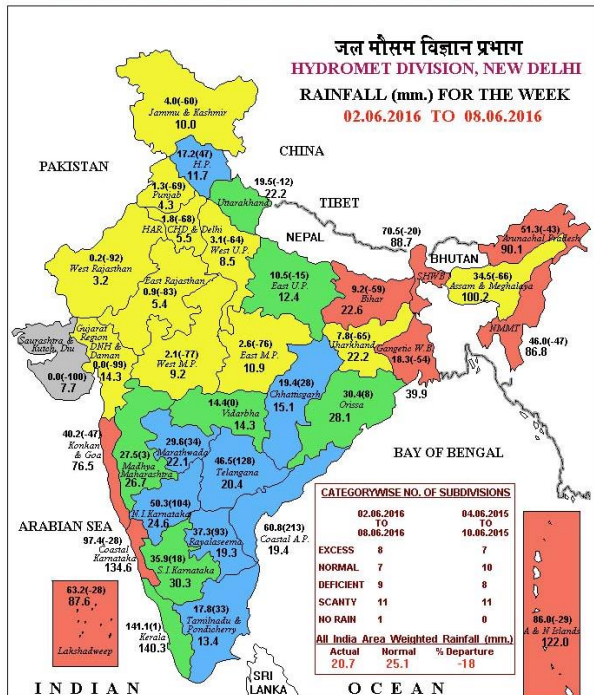 जल मौसम विज्ञान प्रभाग
HYDROMET DIVISION, NEW DELHI
RAINFALL (mm.) FOR THE WEEK
02.06.2016 TO 08.06.2016
4.0(-60)
Jammu & Kashmir
10.0
17.2(47)
H.P.
11.7
CHINA
PAKISTAN
1.3(-69)
Punjab
4.3
19.5(-12)
22.2
Uttarakhand
TIBET
1.8(-68)
HAR. CHD & Delhi
5.5
3.1(-64)
West U.P.
8.5
NEPAL
70.5(-20)
88.7
SHWB
BHUTAN
51.3(-43)
Arunachal Pradesh
90.1
0.2(-92)
West Rajasthan
3.2
0.9(-83)
East Rajasthan
5.4
10.5(-15)
East U.P.
12.4
9.2(-59)
Bihar
22.6
34.5(-66)
Assam & Meghalaya
100.2
NMMT
46.0(-47)
86.8
Gujarat
Region
DNH &
Daman
0.0(-99)
14.3
Saurashtra &
Kutch, Diu
0.0(-100)
7.7
2.1(-77)
West M.P.
9.2
2.6(-76)
East M.P.
10.9
7.8(-65)
Jharkhand
22.2
Gangetic W.B.
18.3(-54)
39.9
19.4(28)
Chhattisgarh
15.1
14.4(0)
Vidarbha
14.3
30.4(8)
Orissa
28.1
40.2(-47)
Konkan
& Goa
76.5
29.6(34)
Marathwada
22.1
27.5(3)
Madhya
Maharashtra
26.7
46.5(128)
Telangana
20.4
BAY OF BENGAL
50.3(104)
N.I.Karnataka
24.6
ARABIAN SEA
97.4(-28)
Coastal
Karnataka
134.6
37.3(93)
Rayalaseema
19.3
60.8(213)
Coastal A.P.
19.4
35.9(18)
S.I.Karnataka
30.3
63.2(-28)
87.6
Lakshadweep
17.8(33)
Tamilnadu &
Pondicherry
13.4
141.1(1)
Kerala
140.3
CATEGORYWISE NO. OF SUBDIVISIONS
02.06.2016 04.06.2015
TO TO
08.06.2016 10.06.2015
EXCESS 8 7
NORMAL 7 10
DEFICIENT 9 8
SCANTY 11 11
NO RAIN 1 0
All India Area Weighted Rainfall (mm.)
Actual Normal % Departure
20.7 25.1 -18
86.0(-29)
A & N Islands
122.0
SRI
LANKA
INDIAN OCEAN